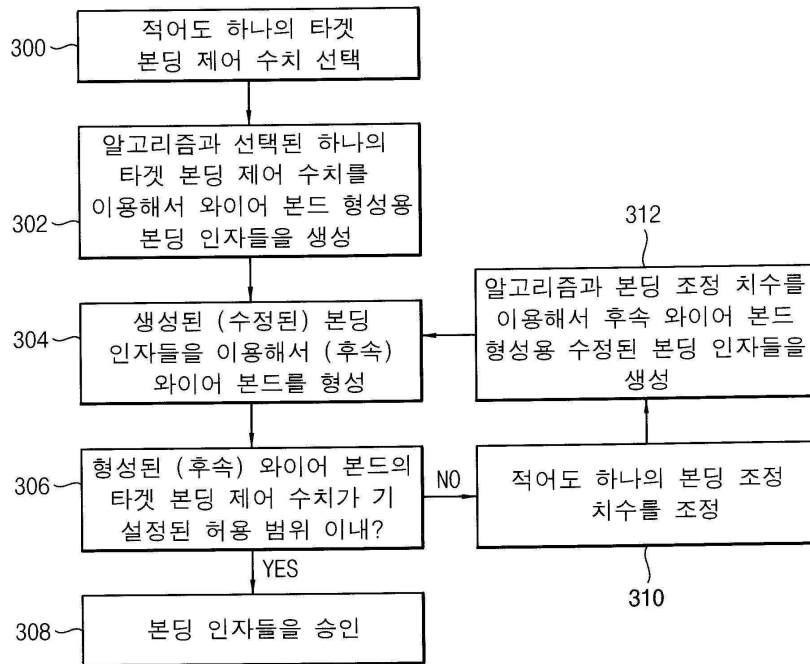 300
적어도 하나의 타겟
본딩 제어 수치 선택
302
알고리즘과 선택된 하나의
타겟 본딩 제어 수치를
이용해서 와이어 본드 형성용
본딩 인자들을 생성
304
생성된 (수정된) 본딩
인자들을 이용해서 (후속)
와이어 본드를 형성
306
형성된 (후속) 와이어 본드의
타겟 본딩 제어 수치가 기
설정된 허용 범위 이내?
NO
YES
308
본딩 인자들을 승인
적어도 하나의 본딩 조정
치수를 조정
310
312
알고리즘과 본딩 조정 치수를
이용해서 후속 와이어 본드
형성용 수정된 본딩 인자들을
생성